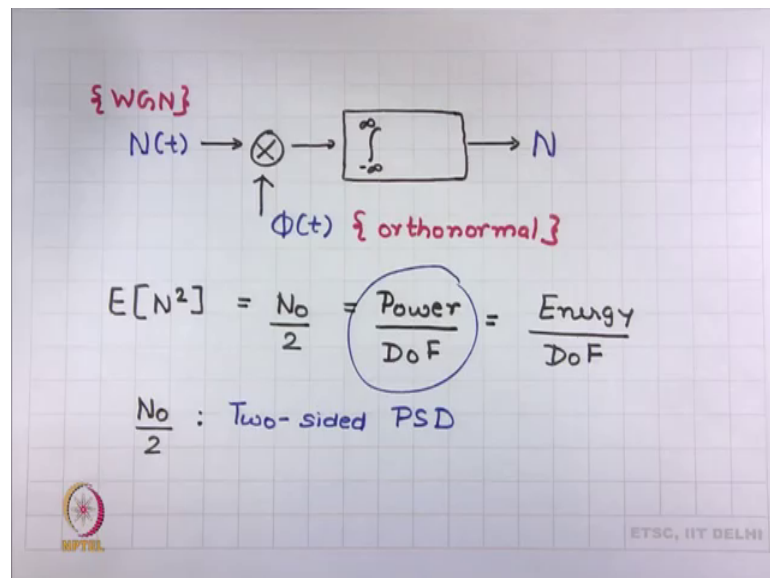 {WGN}
N(t) → ⊗ → ∫_{-∞}^{∞} → N
↑
Φ(t) { orthonormal }
E[N²] = N₀/2 = Power/DoF = Energy/DoF
N₀/2 : Two-sided PSD
NPTEL
ETSC, IIT DELHI